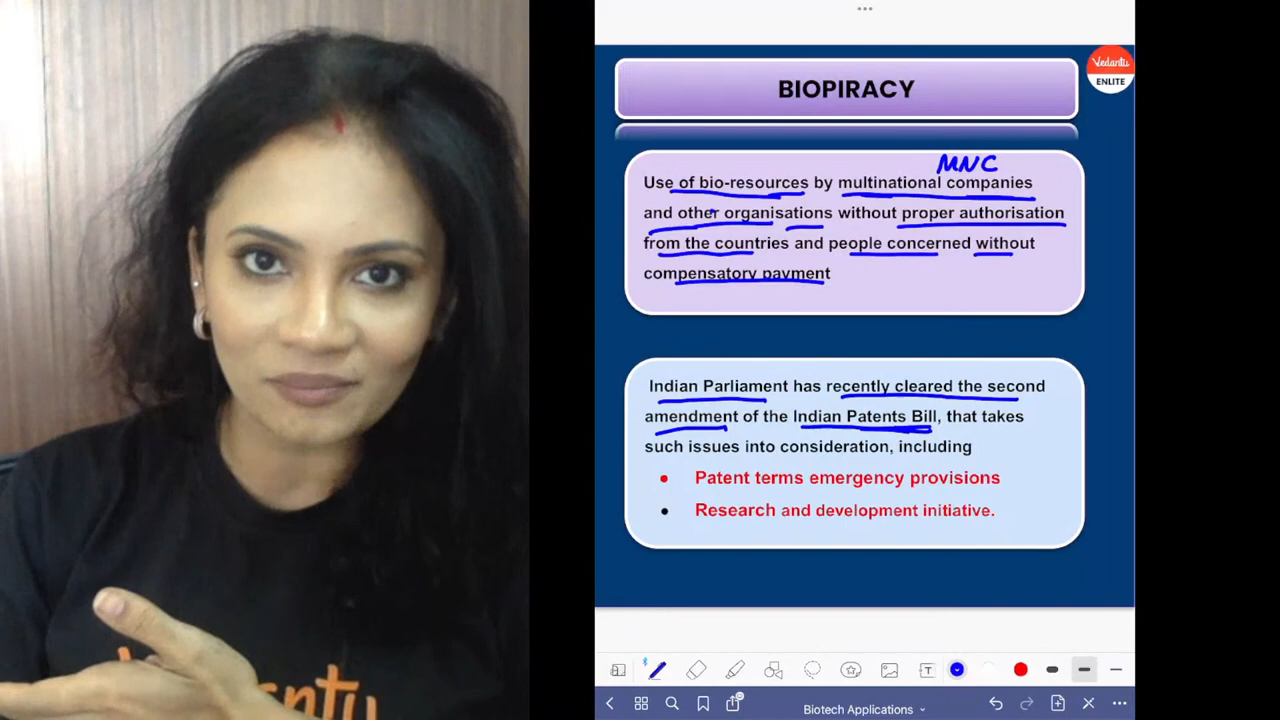 Vedantu
ENLITE
BIOPIRACY
MNC
Use of bio-resources by multinational companies
and other organisations without proper authorisation
from the countries and people concerned without
compensatory payment
Indian Parliament has recently cleared the second
amendment of the Indian Patents Bill, that takes
such issues into consideration, including
• Patent terms emergency provisions
• Research and development initiative.
Biotech Applications